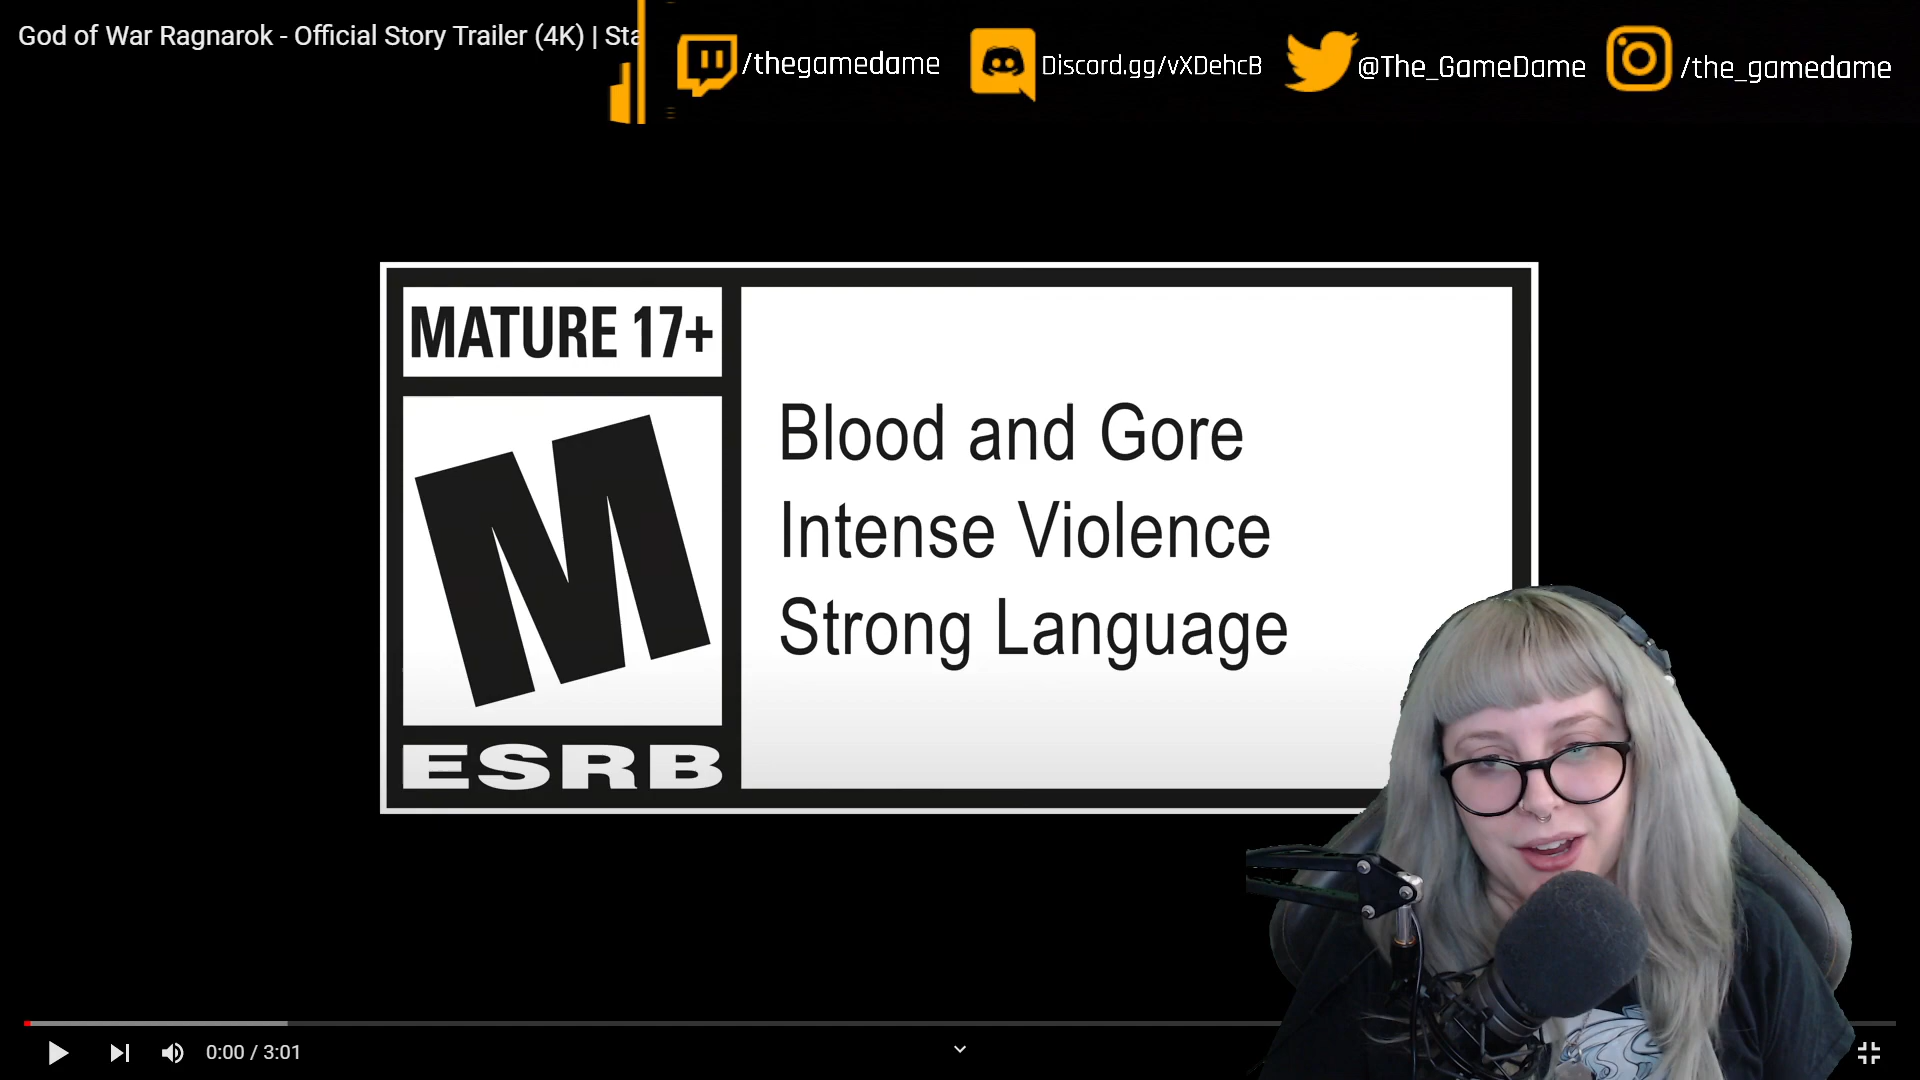 God of War Ragnarok - Official Story Trailer (4K) | Sta
/thegamedame
Discord.gg/vXDehcB
@The_GameDame
/the_gamedame
MATURE 17+
M
ESRB
Blood and Gore
Intense Violence
Strong Language
0:00 / 3:01